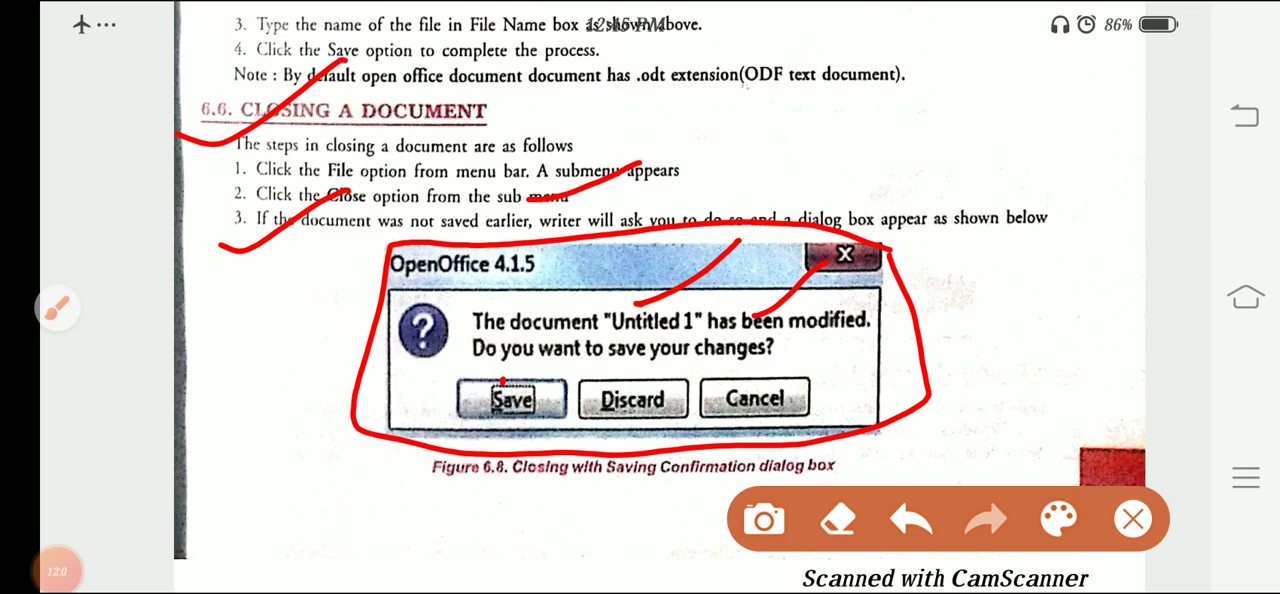 3. Type the name of the file in File Name box as shown above.
12:15 PM
86%
4. Click the Save option to complete the process.
Note : By default open office document document has .odt extension(ODF text document).
6.6. CLOSING A DOCUMENT
The steps in closing a document are as follows
1. Click the File option from menu bar. A submenu appears
2. Click the Close option from the sub menu
3. If the document was not saved earlier, writer will ask you to do so and a dialog box appear as shown below
OpenOffice 4.1.5
X
?
The document "Untitled 1" has been modified.
Do you want to save your changes?
Save Discard Cancel
Figure 6.8. Closing with Saving Confirmation dialog box
12:0
Scanned with CamScanner